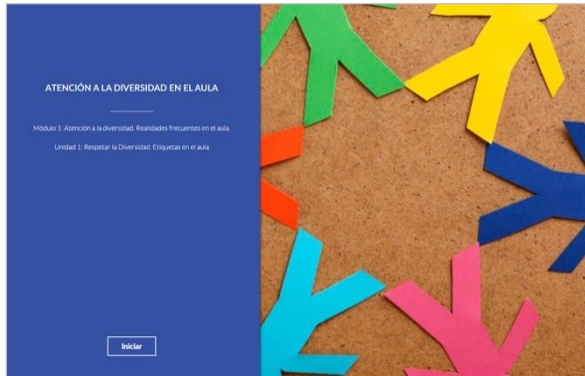 ATENCIÓN A LA DIVERSIDAD EN EL AULA
Módulo 1: Atención a la diversidad. Realidades frecuentes en el aula.
Unidad 1: Respetar la Diversidad. Etiquetas en el aula
Iniciar